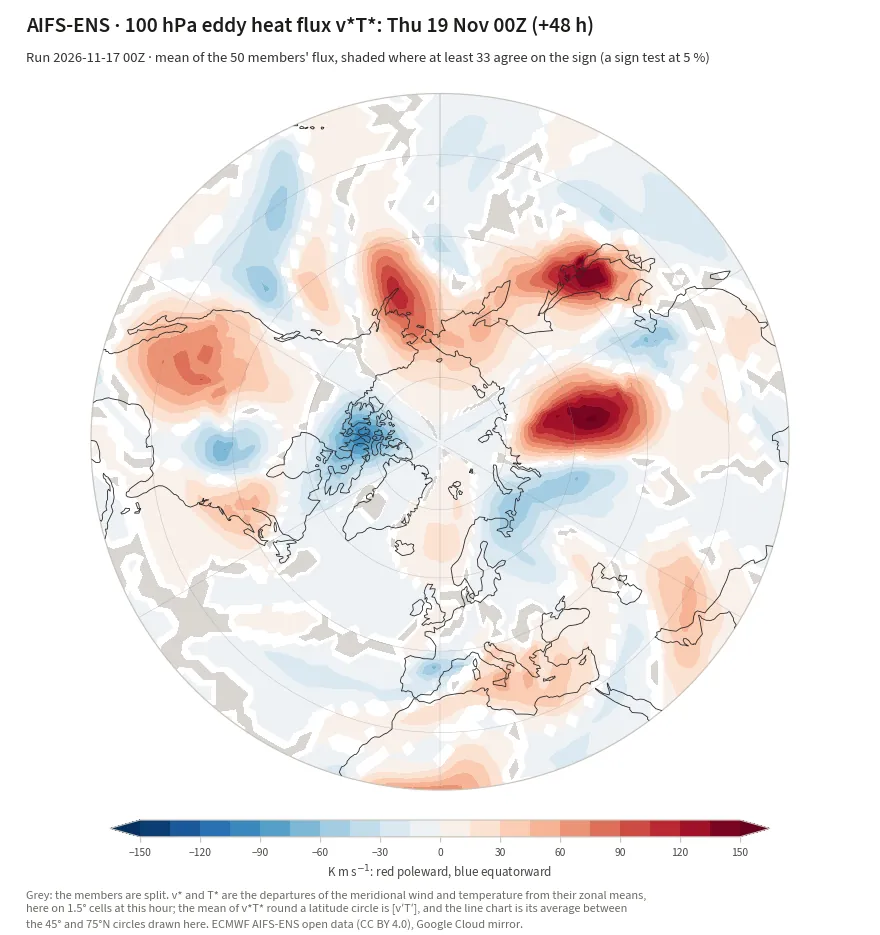 AIFS-ENS · 100 hPa eddy heat flux v*T*: Thu 19 Nov 00Z (+48 h)
Run 2026-11-17 00Z · mean of the 50 members' flux, shaded where at least 33 agree on the sign (a sign test at 5 %)
−150 −120 −90 −60 −30 0 30 60 90 120 150
K m s⁻¹: red poleward, blue equatorward
Grey: the members are split. v* and T* are the departures of the meridional wind and temperature from their zonal means,
here on 1.5° cells at this hour; the mean of v*T* round a latitude circle is [v′T′], and the line chart is its average between
the 45° and 75°N circles drawn here. ECMWF AIFS-ENS open data (CC BY 4.0), Google Cloud mirror.